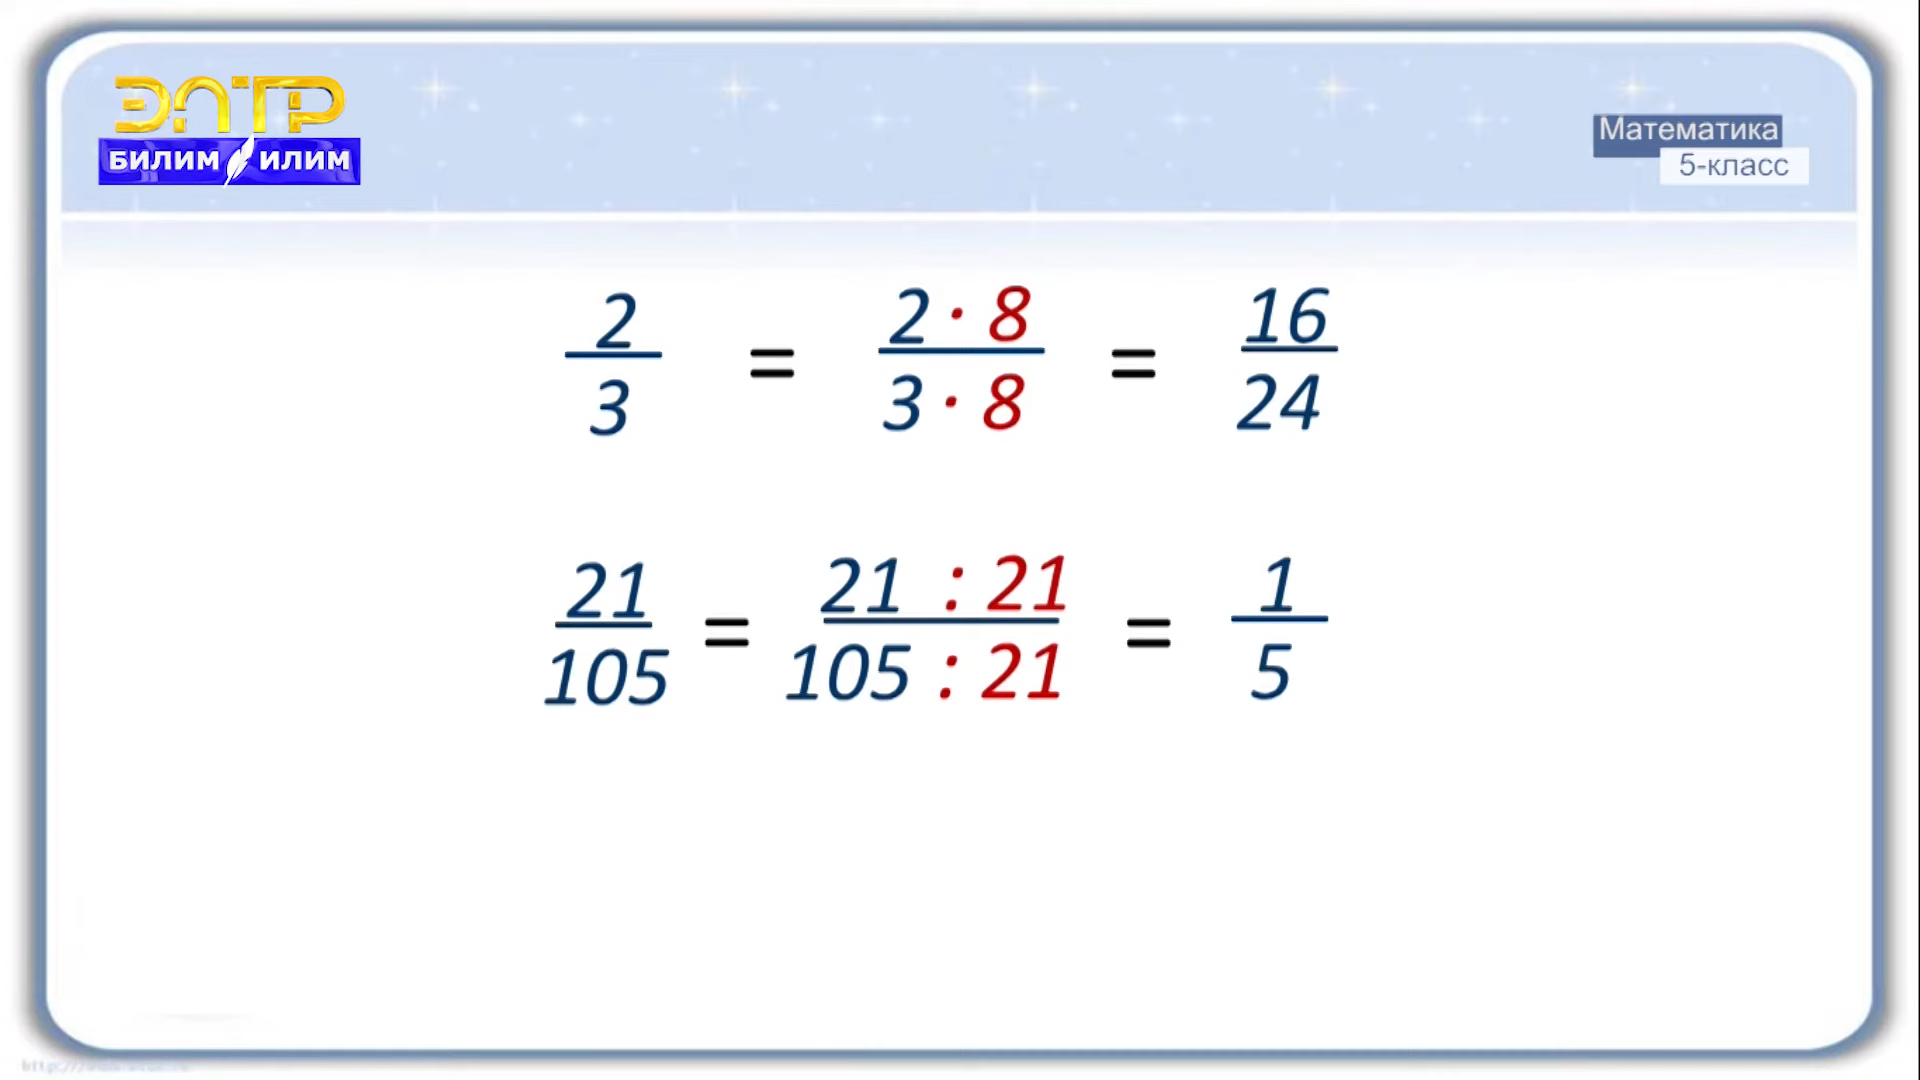 ЭЛТР
БИЛИМ ИЛИМ
Математика
5-класс
2/3 = 2 · 8/3 · 8 = 16/24
21/105 = 21 : 21/105 : 21 = 1/5